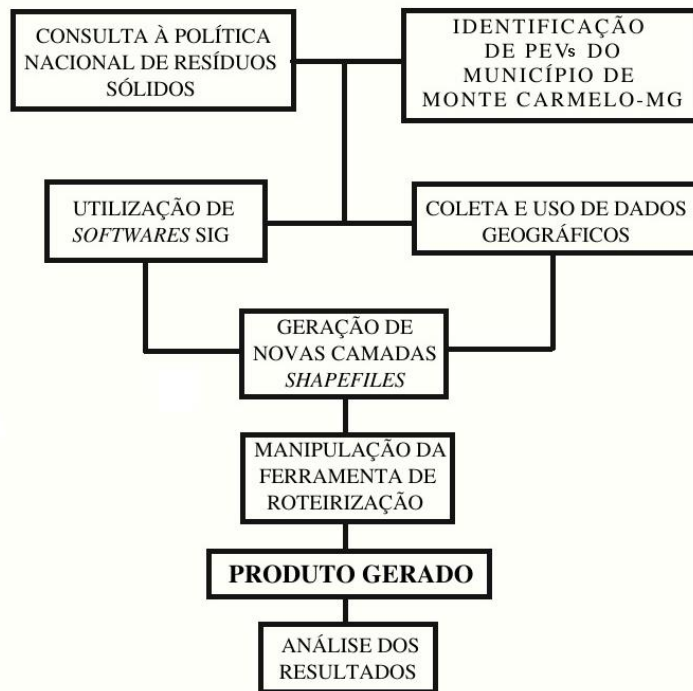 CONSULTA À POLÍTICA
NACIONAL DE RESÍDUOS
SÓLIDOS
IDENTIFICAÇÃO
DE PEVs DO
MUNICÍPIO DE
MONTE CARMELO-MG
UTILIZAÇÃO DE
SOFTWARES SIG
COLETA E USO DE DADOS
GEOGRÁFICOS
GERAÇÃO DE
NOVAS CAMADAS
SHAPEFILES
MANIPULAÇÃO DA
FERRAMENTA DE
ROTEIRIZAÇÃO
PRODUTO GERADO
ANÁLISE DOS
RESULTADOS